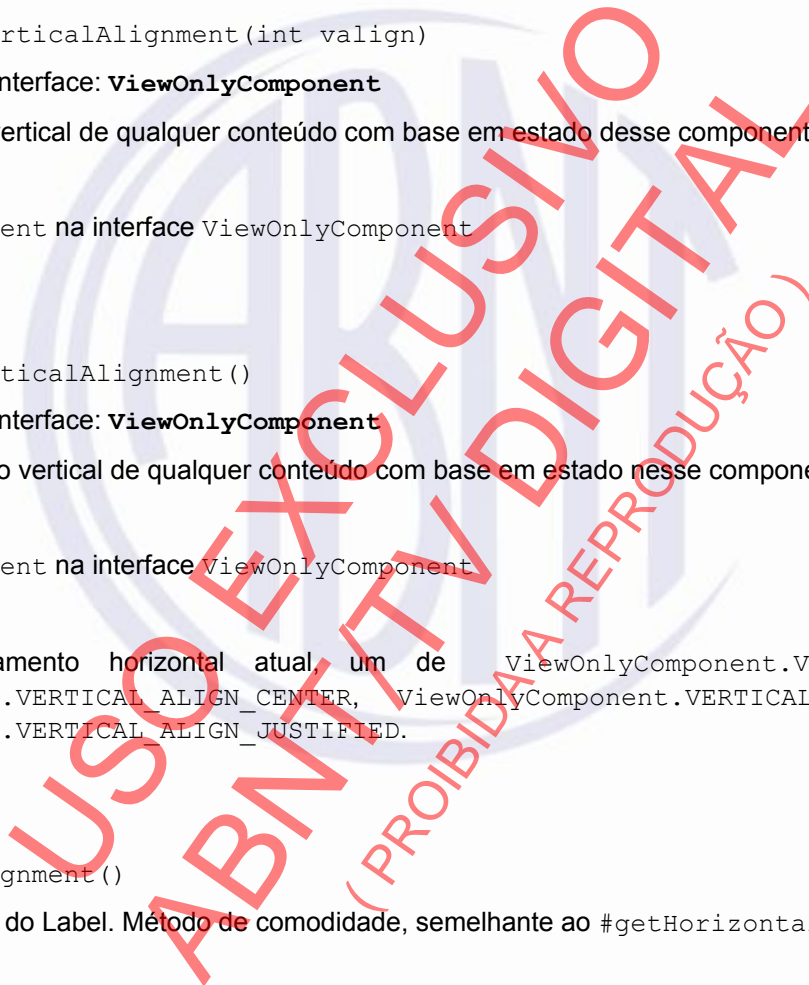 rticalAlignment(int valign)
nterface: ViewOnlyComponent
ertical de qualquer conteúdo com base em estado desse component
ent na interface ViewOnlyComponent
ticalAlignment()
nterface: ViewOnlyComponent
o vertical de qualquer conteúdo com base em estado nesse compone
ent na interface ViewOnlyComponent
amento horizontal atual, um de ViewOnlyComponent.V
.VERTICAL_ALIGN_CENTER, ViewOnlyComponent.VERTICAL
.VERTICAL_ALIGN_JUSTIFIED.
gnment()
do Label. Método de comodidade, semelhante ao #getHorizonta
USO EXCLUSIVO
ABNT/TV DIGITAL
( PROIBIDA A REPRODUÇÃO )
ABNT